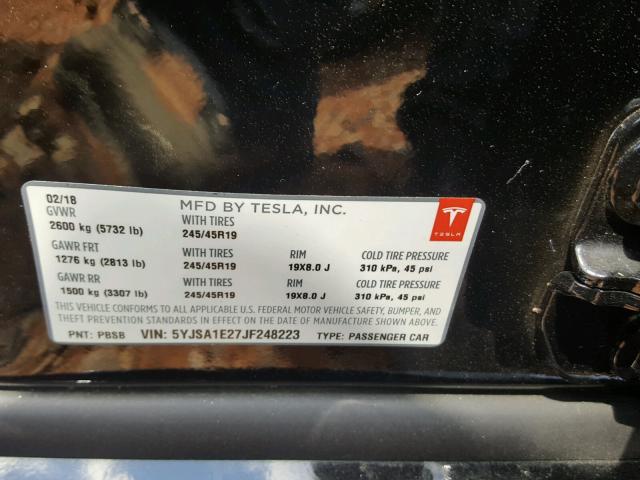 02/18 MFD BY TESLA, INC.
GVWR WITH TIRES
2600 kg (5732 lb) 245/45R19
GAWR FRT WITH TIRES RIM COLD TIRE PRESSURE
1276 kg (2813 lb) 245/45R19 19X8.0 J 310 kPa, 45 psi
GAWR RR WITH TIRES RIM COLD TIRE PRESSURE
1500 kg (3307 lb) 245/45R19 19X8.0 J 310 kPa, 45 psi
THIS VEHICLE CONFORMS TO ALL APPLICABLE U.S. FEDERAL MOTOR VEHICLE SAFETY, BUMPER, AND
THEFT PREVENTION STANDARDS IN EFFECT ON THE DATE OF MANUFACTURE SHOWN ABOVE.
PNT: PBSB VIN: 5YJSA1E27JF248223 TYPE: PASSENGER CAR
TESLA